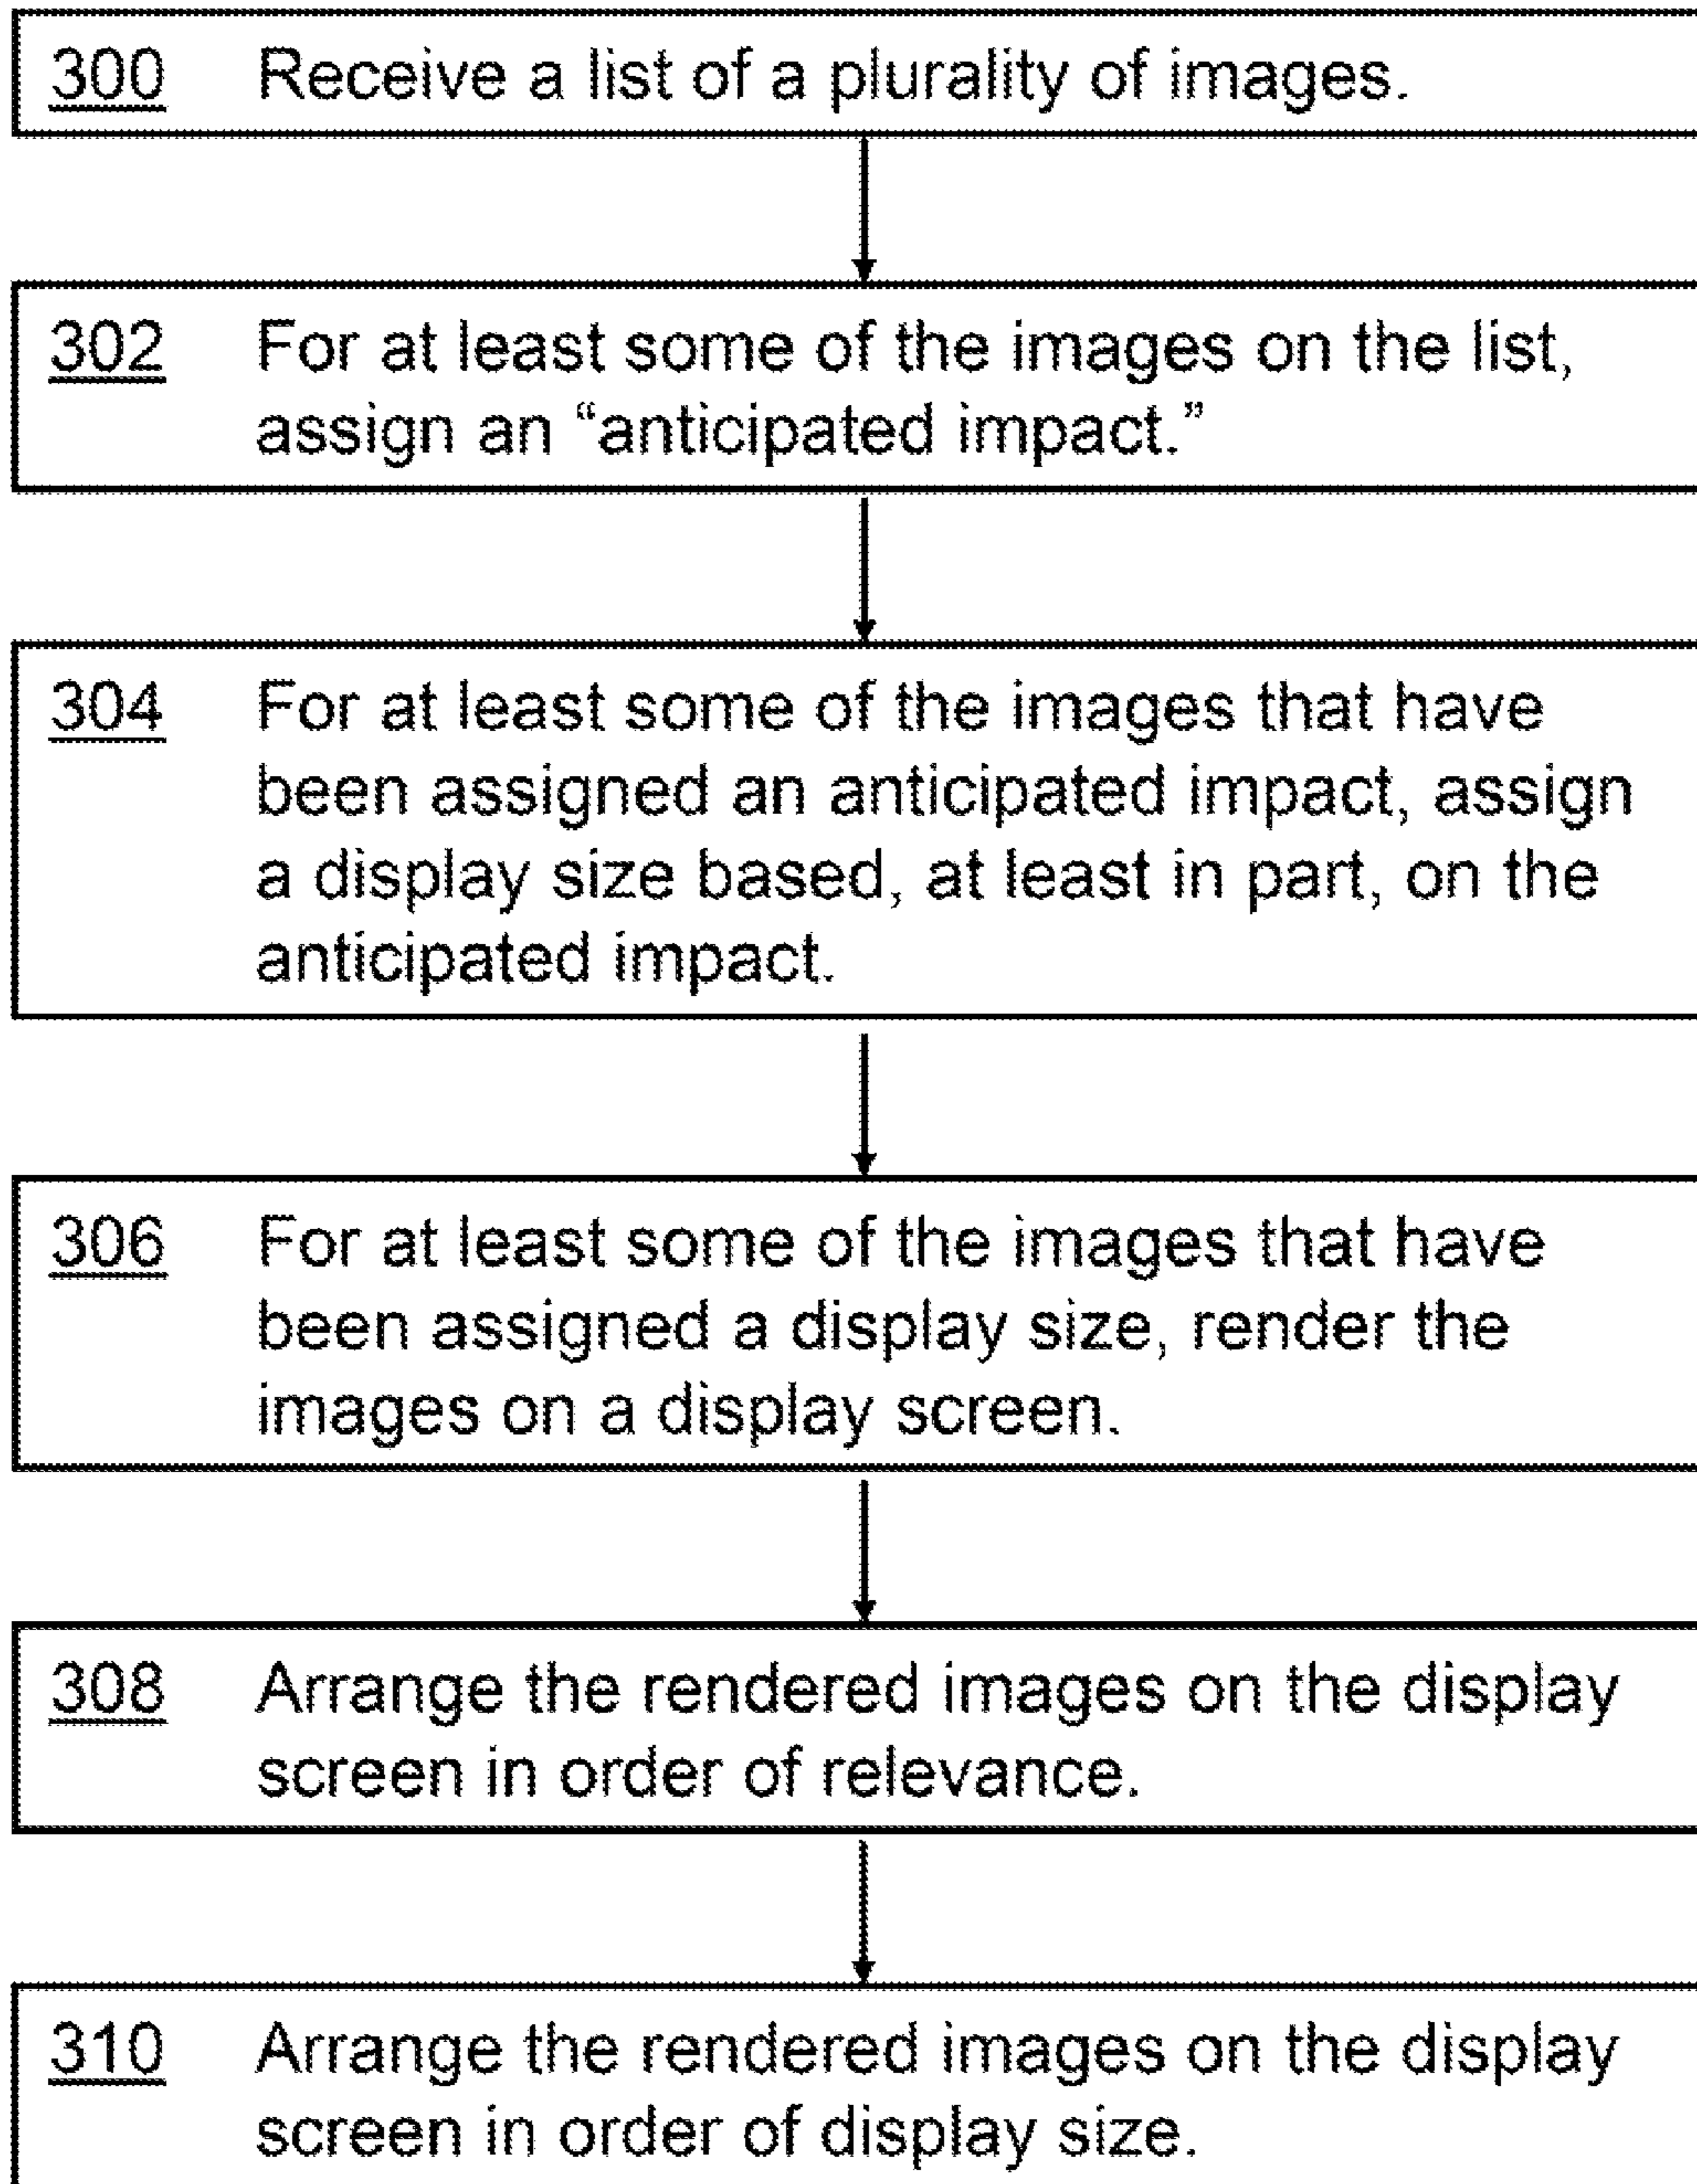 300 Receive a list of a plurality of images.
302 For at least some of the images on the list,
assign an “anticipated impact.”
304 For at least some of the images that have
been assigned an anticipated impact, assign
a display size based, at least in part, on the
anticipated impact.
306 For at least some of the images that have
been assigned a display size, render the
images on a display screen.
308 Arrange the rendered images on the display
screen in order of relevance.
310 Arrange the rendered images on the display
screen in order of display size.